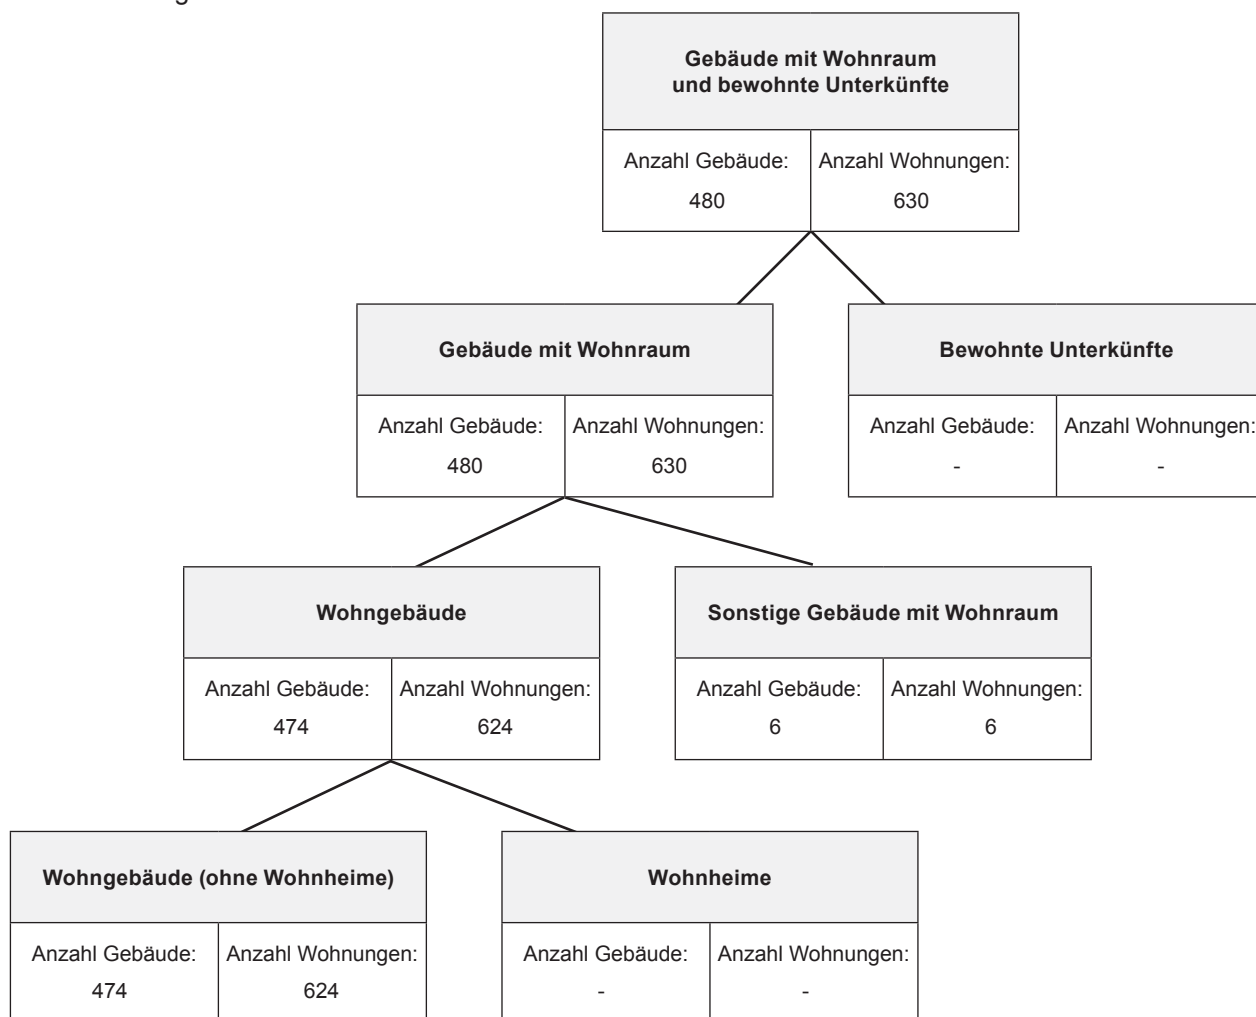 Gebäude mit Wohnraum
und bewohnte Unterkünfte
Anzahl Gebäude: Anzahl Wohnungen:
480 630
Gebäude mit Wohnraum
Anzahl Gebäude: Anzahl Wohnungen:
480 630
Bewohnte Unterkünfte
Anzahl Gebäude: Anzahl Wohnungen:
- -
Wohngebäude
Anzahl Gebäude: Anzahl Wohnungen:
474 624
Sonstige Gebäude mit Wohnraum
Anzahl Gebäude: Anzahl Wohnungen:
6 6
Wohngebäude (ohne Wohnheime)
Anzahl Gebäude: Anzahl Wohnungen:
474 624
Wohnheime
Anzahl Gebäude: Anzahl Wohnungen:
- -